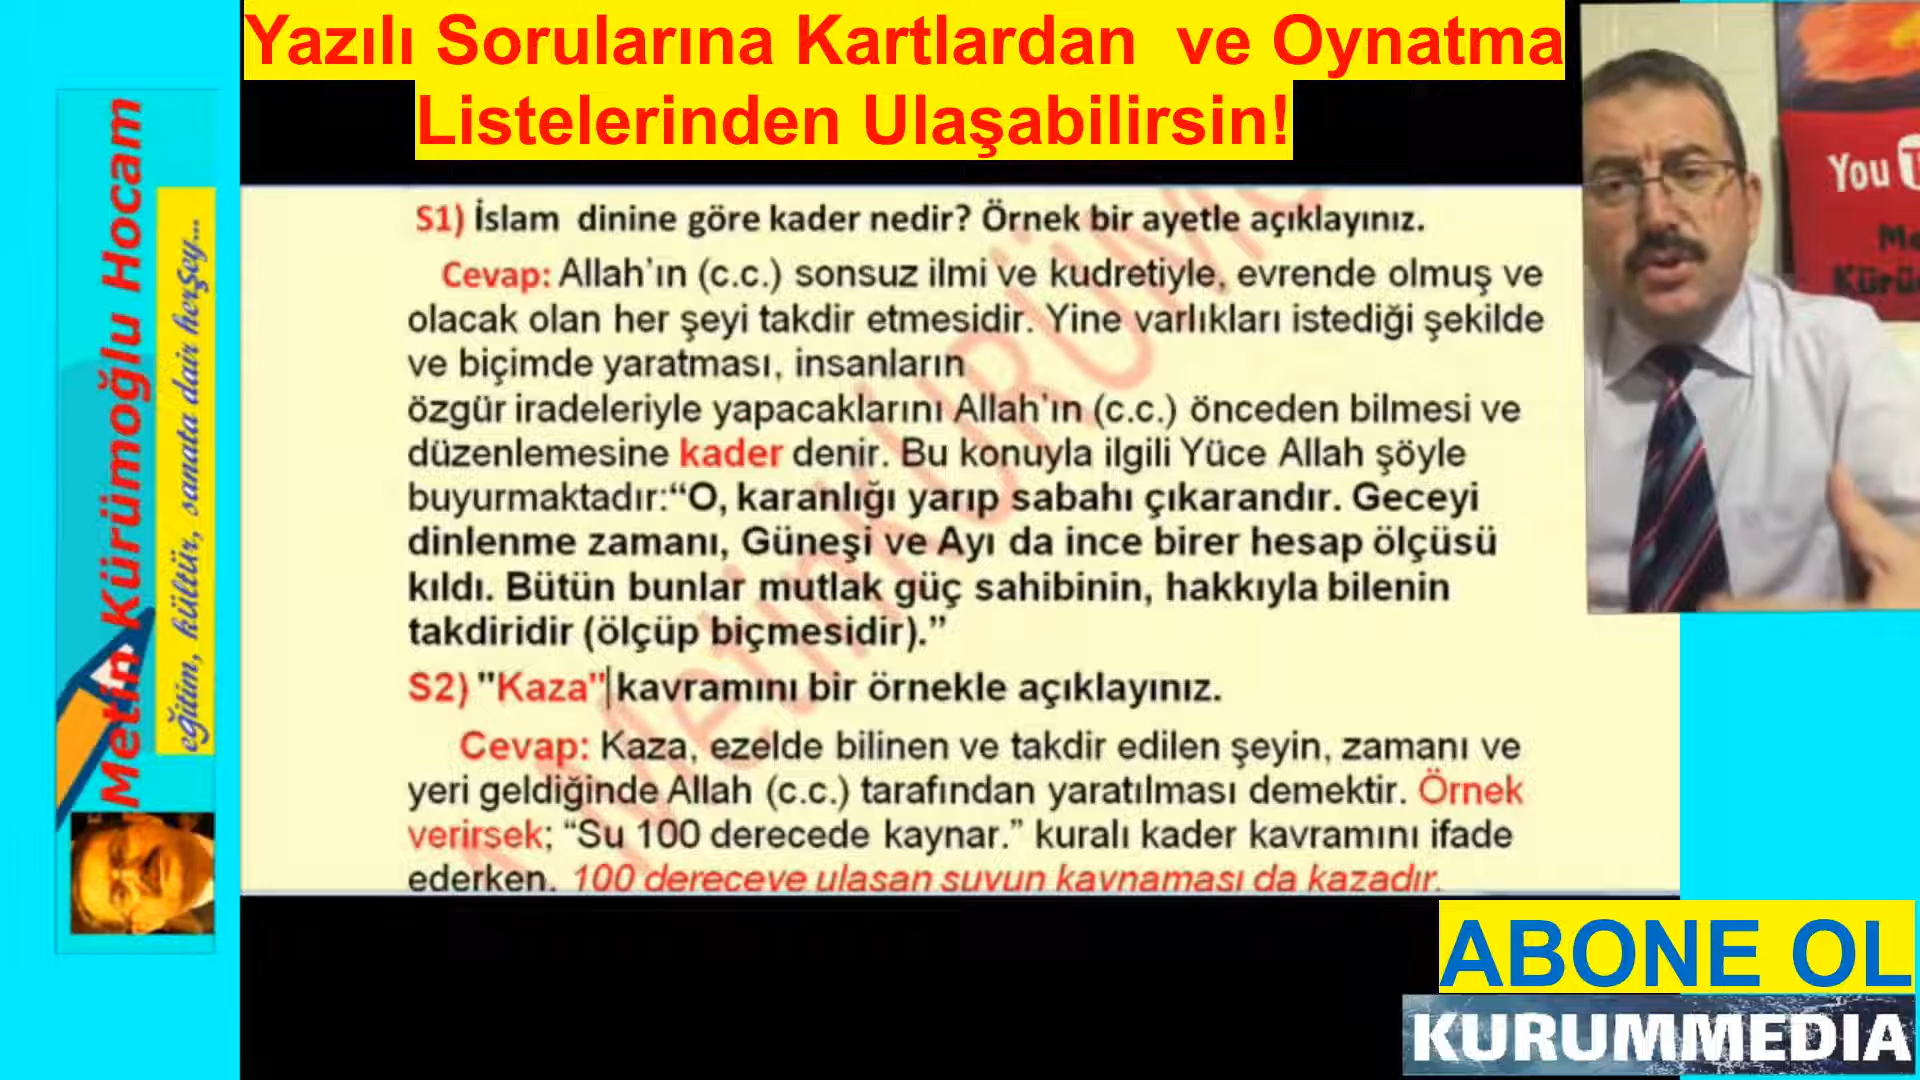 Yazılı Sorularına Kartlardan ve Oynatma
Listelerinden Ulaşabilirsin!
Metin Kürümoğlu Hocam
eğitim, kültür, sanata dair herşey...
S1) İslam dinine göre kader nedir? Örnek bir ayetle açıklayınız.
Cevap: Allah'ın (c.c.) sonsuz ilmi ve kudretiyle, evrende olmuş ve
olacak olan her şeyi takdir etmesidir. Yine varlıkları istediği şekilde
ve biçimde yaratması, insanların
özgür iradeleriyle yapacaklarını Allah'ın (c.c.) önceden bilmesi ve
düzenlemesine kader denir. Bu konuyla ilgili Yüce Allah şöyle
buyurmaktadır:“O, karanlığı yarıp sabahı çıkarandır. Geceyi
dinlenme zamanı, Güneşi ve Ayı da ince birer hesap ölçüsü
kıldı. Bütün bunlar mutlak güç sahibinin, hakkıyla bilenin
takdiridir (ölçüp biçmesidir).”
S2) "Kaza" kavramını bir örnekle açıklayınız.
Cevap: Kaza, ezelde bilinen ve takdir edilen şeyin, zamanı ve
yeri geldiğinde Allah (c.c.) tarafından yaratılması demektir. Örnek
verirsek; “Su 100 derecede kaynar.” kuralı kader kavramını ifade
ederken, 100 dereceye ulaşan suyun kaynaması da kazadır.
You
ABONE OL
KURUMMEDIA